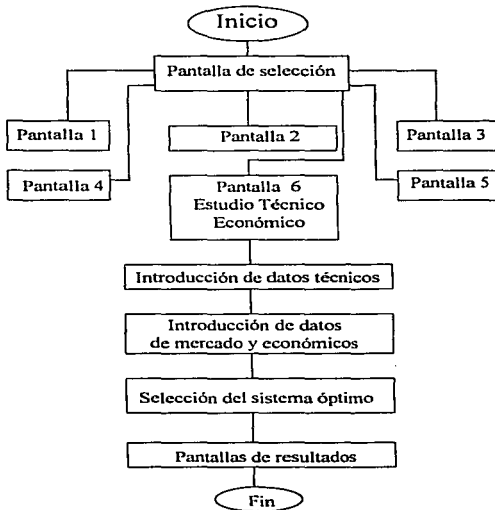 Inicio
Pantalla de selección
Pantalla 1
Pantalla 2
Pantalla 3
Pantalla 4
Pantalla 5
Pantalla 6
Estudio Técnico
Económico
Introducción de datos técnicos
Introducción de datos
de mercado y económicos
Selección del sistema óptimo
Pantallas de resultados
Fin